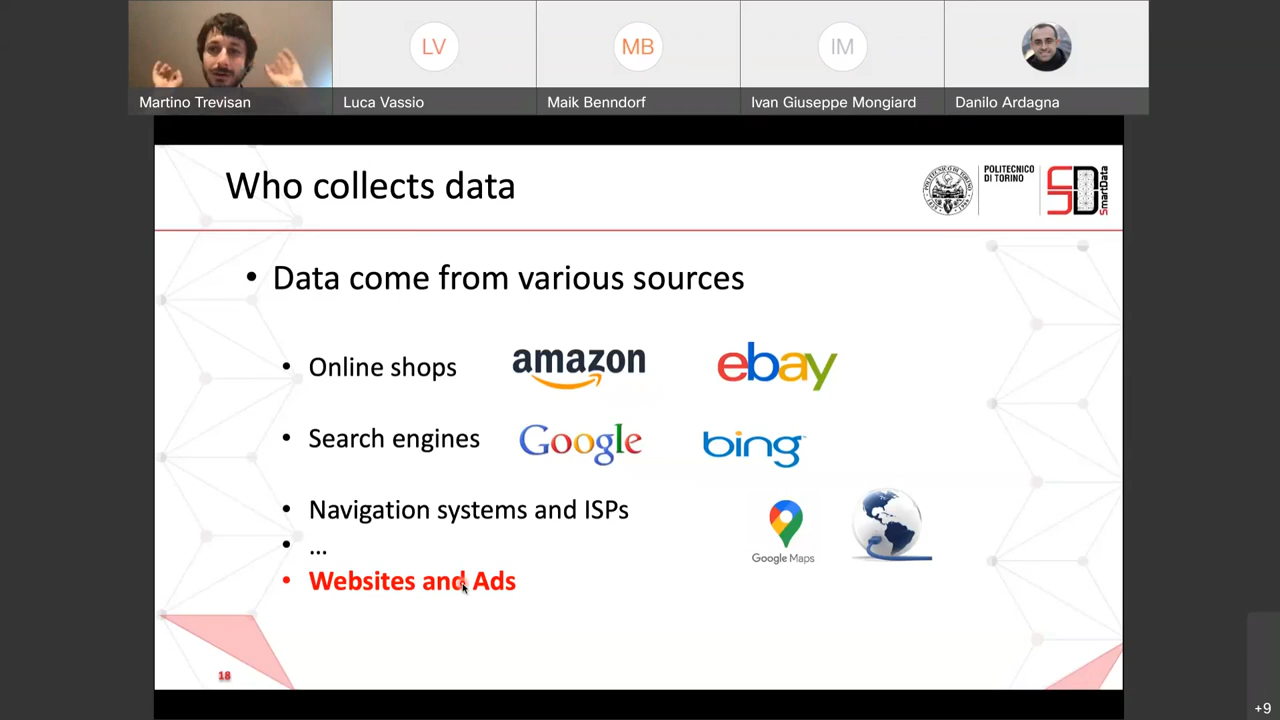 LV
MB
IM
Martino Trevisan
Luca Vassio
Maik Benndorf
Ivan Giuseppe Mongiard
Danilo Ardagna
Who collects data
POLITECNICO
DI TORINO
SmartData
• Data come from various sources
• Online shops
amazon
ebay
• Search engines
Google
bing
• Navigation systems and ISPs
Google Maps
• ...
• Websites and Ads
18
+9